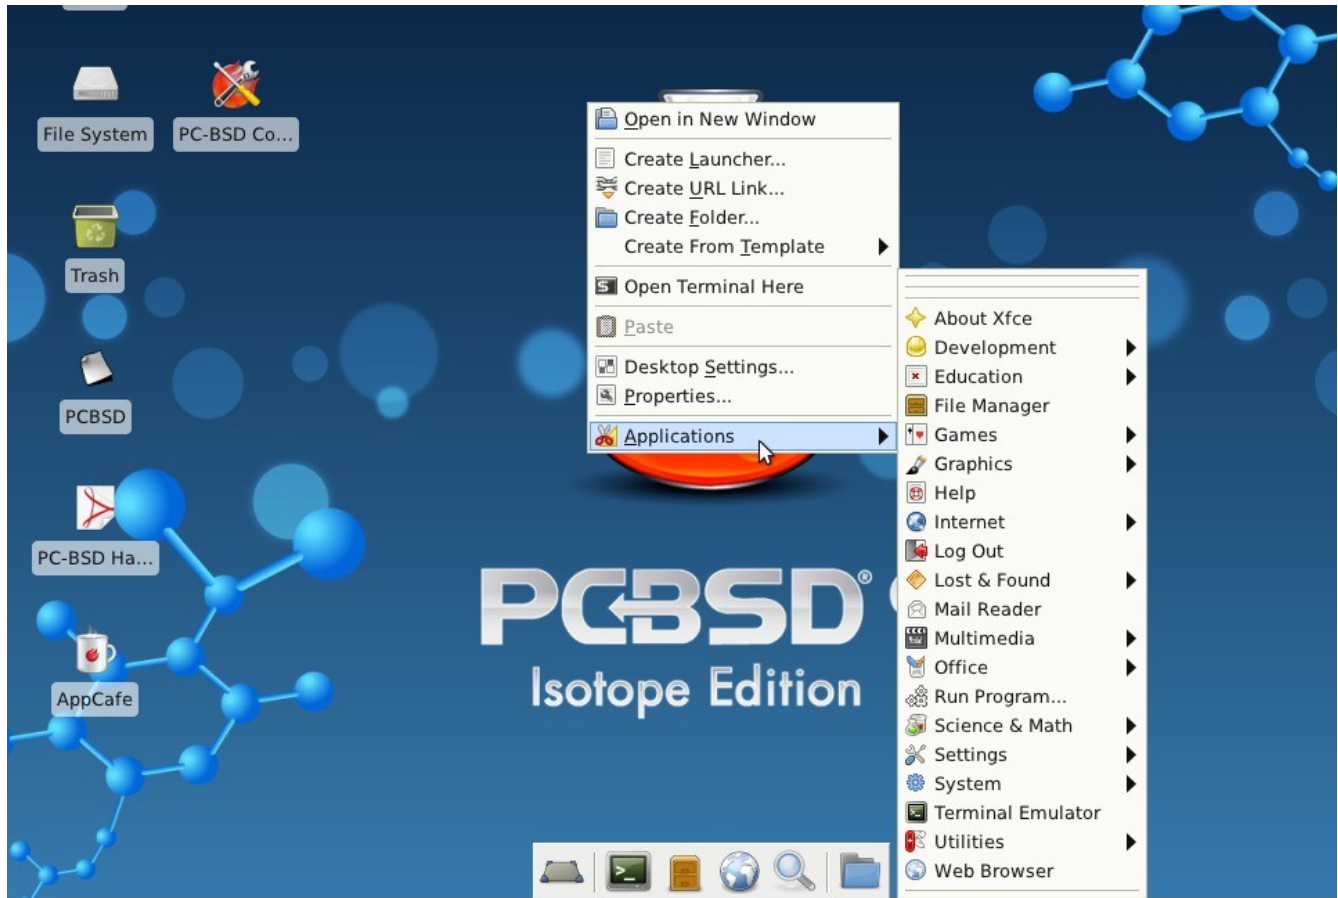 File System
PC-BSD Co...
Trash
PCBSD
PC-BSD Ha...
AppCafe
Open in New Window
Create Launcher...
Create URL Link...
Create Folder...
Create From Template
Open Terminal Here
Paste
Desktop Settings...
Properties...
Applications
About Xfce
Development
Education
File Manager
Games
Graphics
Help
Internet
Log Out
Lost & Found
Mail Reader
Multimedia
Office
Run Program...
Science & Math
Settings
System
Terminal Emulator
Utilities
Web Browser
PCBSD®
Isotope Edition